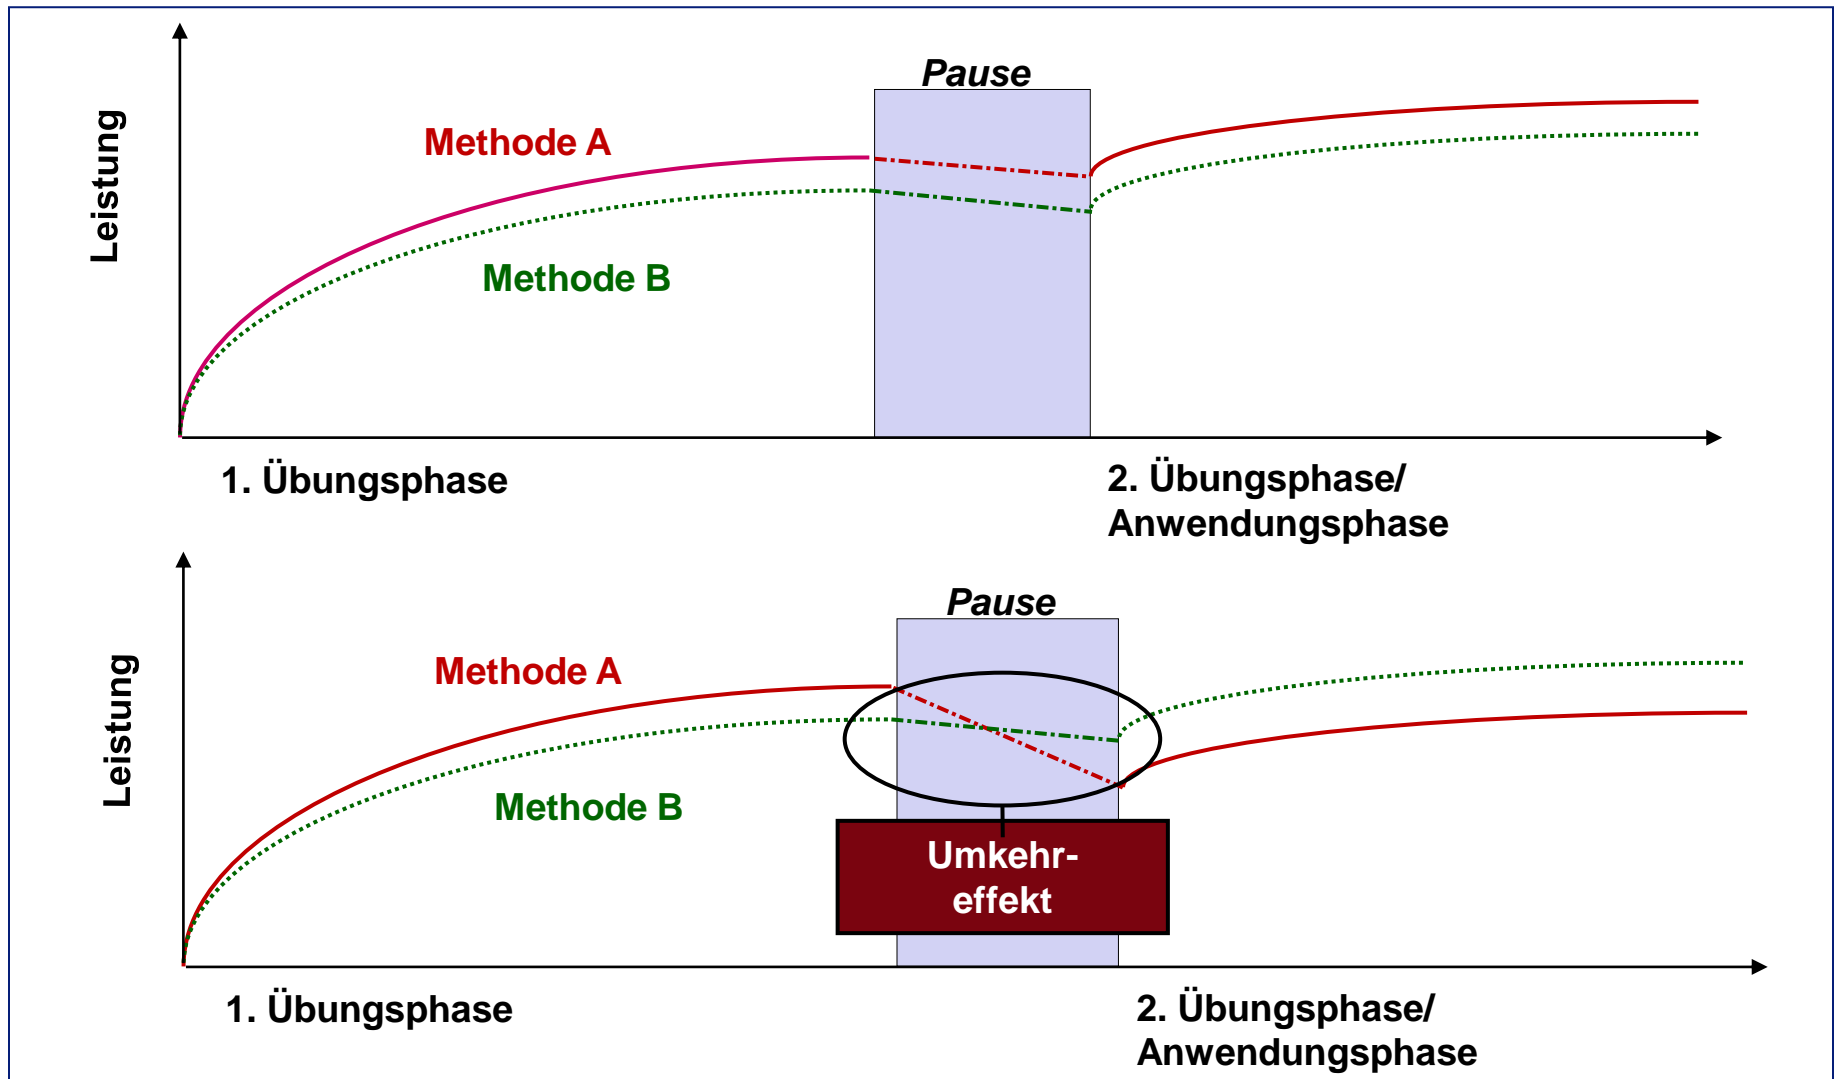 Pause
Leistung
Methode A
Methode B
1. Übungsphase
2. Übungsphase/
Anwendungsphase
Pause
Leistung
Methode A
Methode B
Umkehr-
effekt
1. Übungsphase
2. Übungsphase/
Anwendungsphase